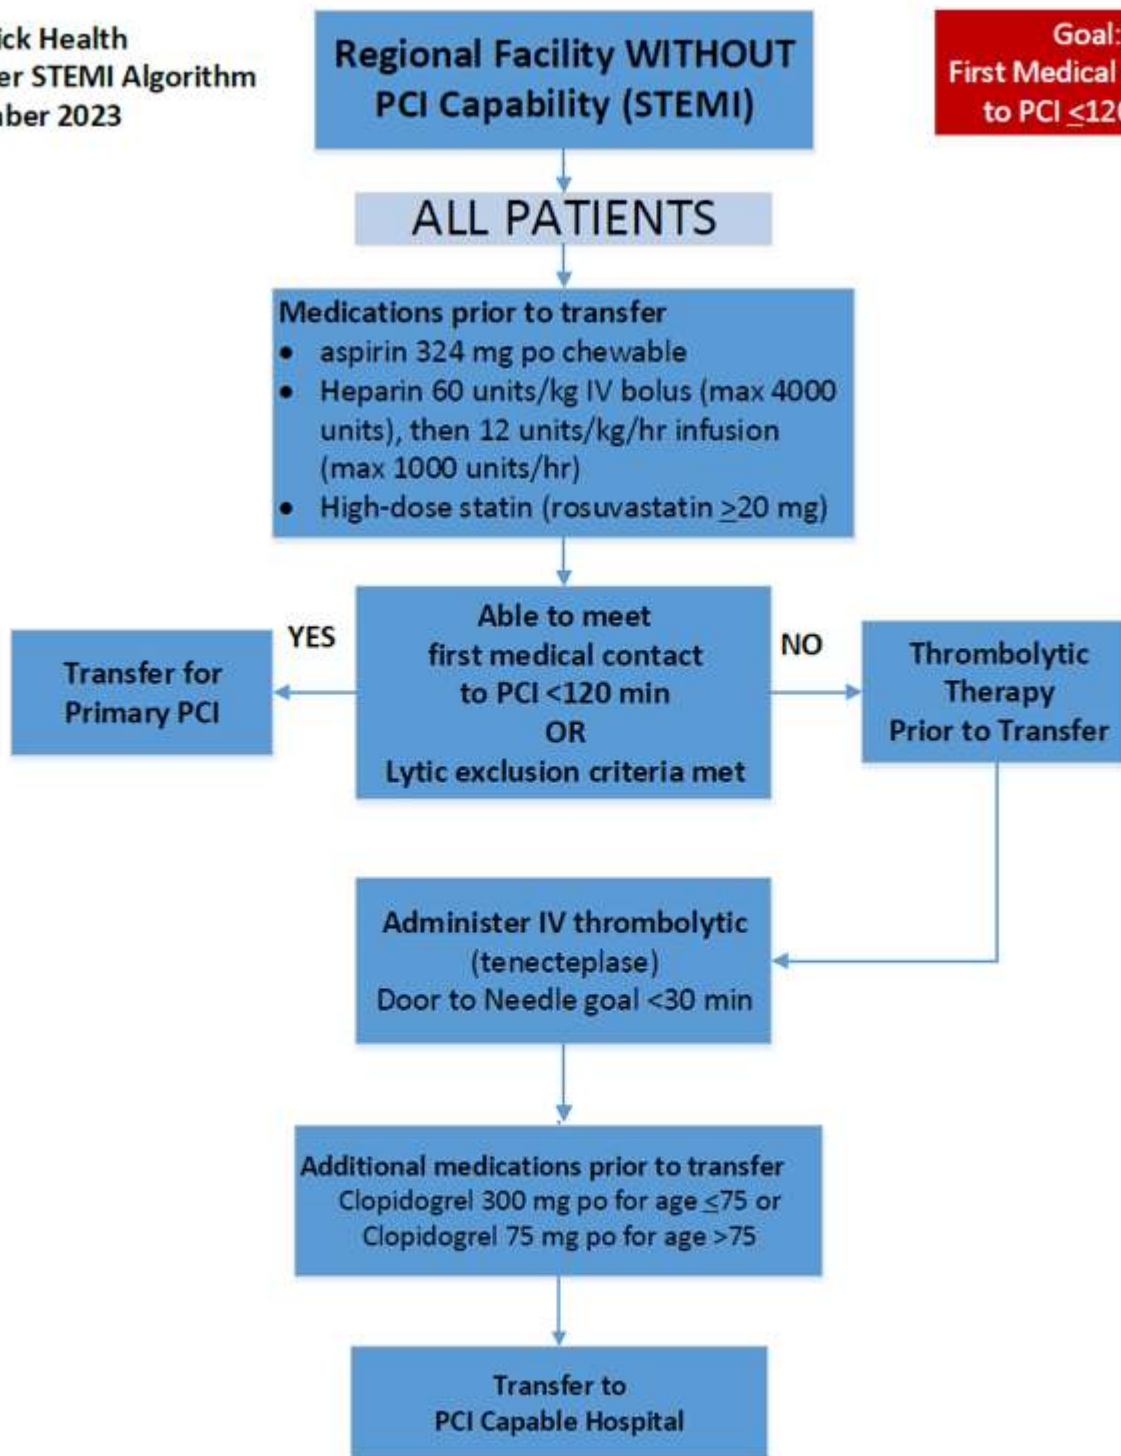 ick Health
er STEMI Algorithm
ber 2023
Regional Facility WITHOUT
PCI Capability (STEMI)
Goal:
First Medical
to PCI ≤120
ALL PATIENTS
Medications prior to transfer
● aspirin 324 mg po chewable
● Heparin 60 units/kg IV bolus (max 4000
units), then 12 units/kg/hr infusion
(max 1000 units/hr)
● High-dose statin (rosuvastatin ≥20 mg)
YES
Able to meet
first medical contact
to PCI <120 min
OR
Lytic exclusion criteria met
NO
Transfer for
Primary PCI
Thrombolytic
Therapy
Prior to Transfer
Administer IV thrombolytic
(tenecteplase)
Door to Needle goal <30 min
Additional medications prior to transfer
Clopidogrel 300 mg po for age ≤75 or
Clopidogrel 75 mg po for age >75
Transfer to
PCI Capable Hospital